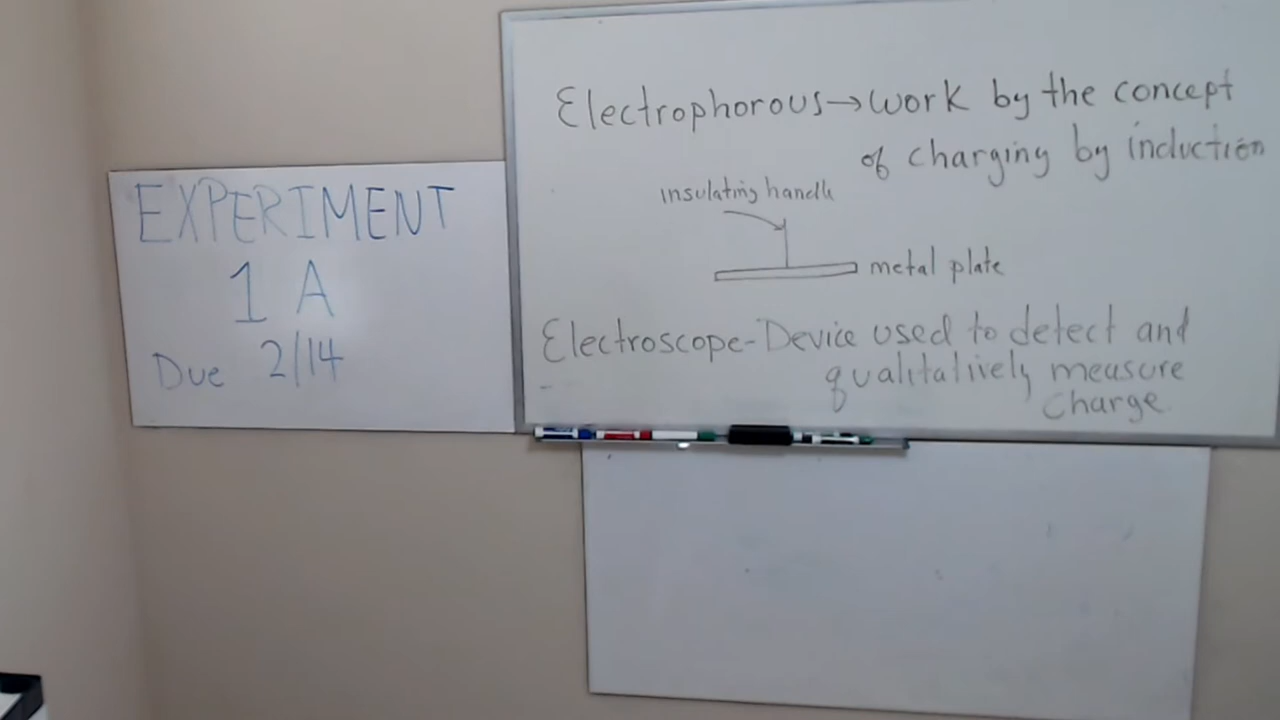 EXPERIMENT
1 A
Due 2/14
Electrophorous→work by the concept
of charging by induction
insulating handle
metal plate
Electroscope-Device used to detect and
qualitatively measure
Charge